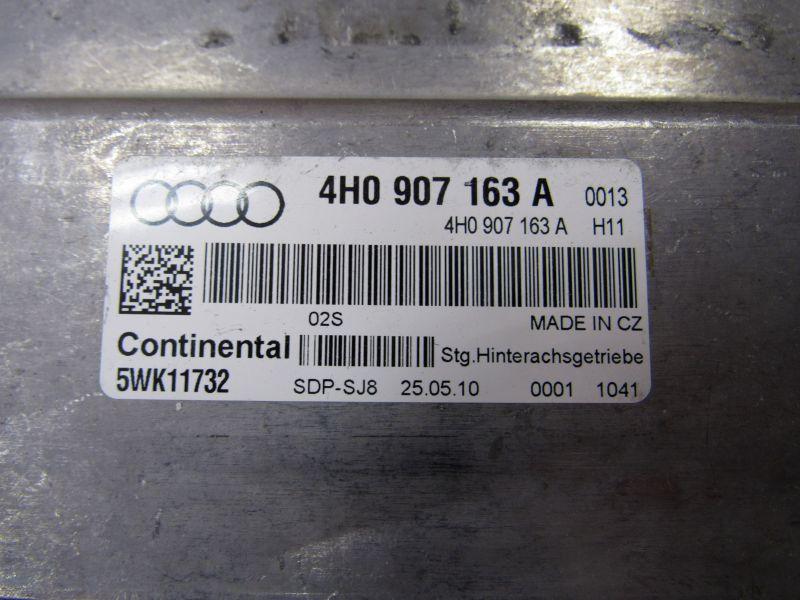 4H0 907 163 A 0013
4H0 907 163 A H11
02S MADE IN CZ
Continental Stg.Hinterachsgetriebe
5WK11732 SDP-SJ8 25.05.10 0001 1041